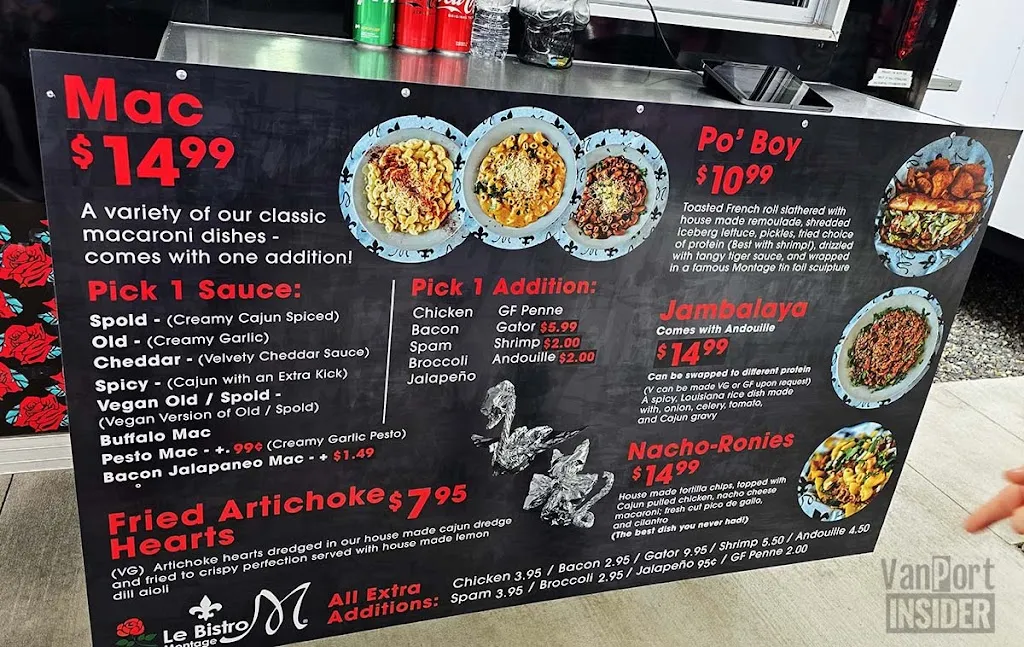 Mac
$14.99
A variety of our classic
macaroni dishes -
comes with one addition!
Pick 1 Sauce:
Spold - (Creamy Cajun Spiced)
Old - (Creamy Garlic)
Cheddar - (Velvety Cheddar Sauce)
Spicy - (Cajun with an Extra Kick)
Vegan Old / Spold -
(Vegan Version of Old / Spold)
Buffalo Mac
Pesto Mac - +.99¢ (Creamy Garlic Pesto)
Bacon Jalapaneo Mac - + $1.49
Pick 1 Addition:
Chicken
Bacon
Spam
Broccoli
Jalapeño
GF Penne
Gator $5.99
Shrimp $2.00
Andouille $2.00
Fried Artichoke $7.95
Hearts
(VG) Artichoke hearts dredged in our house made cajun dredge
and fried to crispy perfection served with house made lemon
dill aioli
Po' Boy
$10.99
Toasted French roll slathered with
house made remoulade, shredded
iceberg lettuce, pickles, fried choice
of protein (Best with shrimp!), drizzled
with tangy tiger sauce, and wrapped
in a famous Montage tin foil sculpture
Jambalaya
Comes with Andouille
$14.99
Can be swapped to different protein
(V can be made VG or GF upon request)
A spicy, Louisiana rice dish made
with, onion, celery, tomato,
and Cajun gravy
Nacho-Ronies
$14.99
House made tortilla chips, topped with
Cajun pulled chicken, nacho cheese
macaroni; fresh cut pico de gallo,
and cilantro
(The best dish you never had!)
Le Bistro
Montage
M
All Extra
Additions:
Chicken 3.95 / Bacon 2.95 / Gator 9.95 / Shrimp 5.50 / Andouille 4.50
Spam 3.95 / Broccoli 2.95 / Jalapeño 95¢ / GF Penne 2.00
VanPort
INSIDER